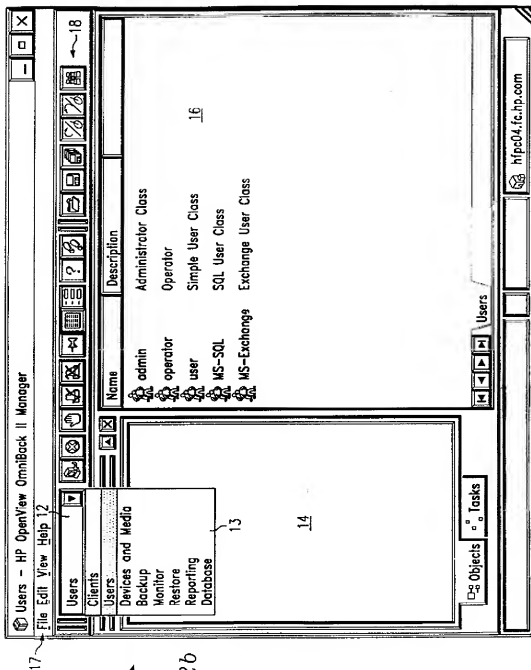 Users - HP OpenView OmniBack II Manager
17
File Edit View Help 12
18
Users
Clients
Users
Devices and Media
Backup
Monitor
Restore
Reporting
Database
13
14
Objects
Tasks
Name Description
admin Administrator Class
operator Operator
user Simple User Class
MS-SQL SQL User Class
MS-Exchange Exchange User Class
16
Users
hfpc04.fc.hp.com